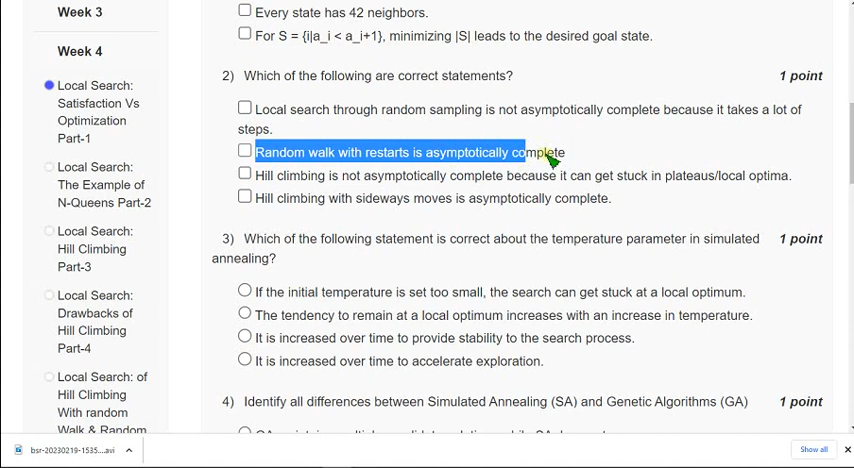 Week 3
Week 4
Local Search:
Satisfaction Vs
Optimization
Part-1
Local Search:
The Example of
N-Queens Part-2
Local Search:
Hill Climbing
Part-3
Local Search:
Drawbacks of
Hill Climbing
Part-4
Local Search: of
Hill Climbing
With random
Walk & Random
Every state has 42 neighbors.
For S = {i|a_i < a_i+1}, minimizing |S| leads to the desired goal state.
2) Which of the following are correct statements? 1 point
Local search through random sampling is not asymptotically complete because it takes a lot of
steps.
Random walk with restarts is asymptotically complete
Hill climbing is not asymptotically complete because it can get stuck in plateaus/local optima.
Hill climbing with sideways moves is asymptotically complete.
3) Which of the following statement is correct about the temperature parameter in simulated 1 point
annealing?
If the initial temperature is set too small, the search can get stuck at a local optimum.
The tendency to remain at a local optimum increases with an increase in temperature.
It is increased over time to provide stability to the search process.
It is increased over time to accelerate exploration.
4) Identify all differences between Simulated Annealing (SA) and Genetic Algorithms (GA) 1 point
bsr-20230219-1535....avi
Show all